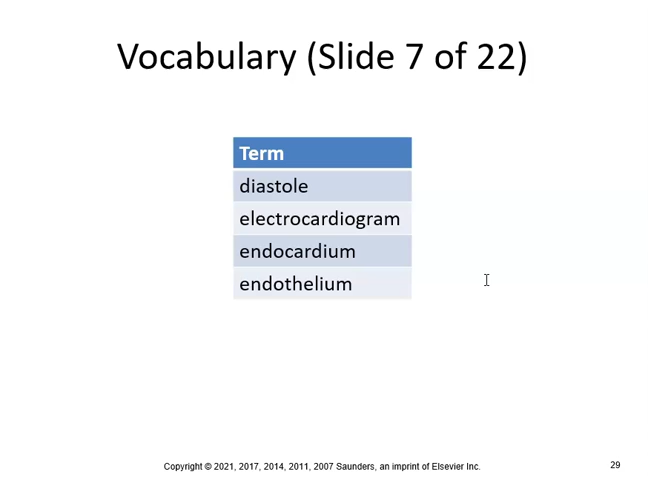 Vocabulary (Slide 7 of 22)
Term
diastole
electrocardiogram
endocardium
endothelium
Copyright © 2021, 2017, 2014, 2011, 2007 Saunders, an imprint of Elsevier Inc.
29